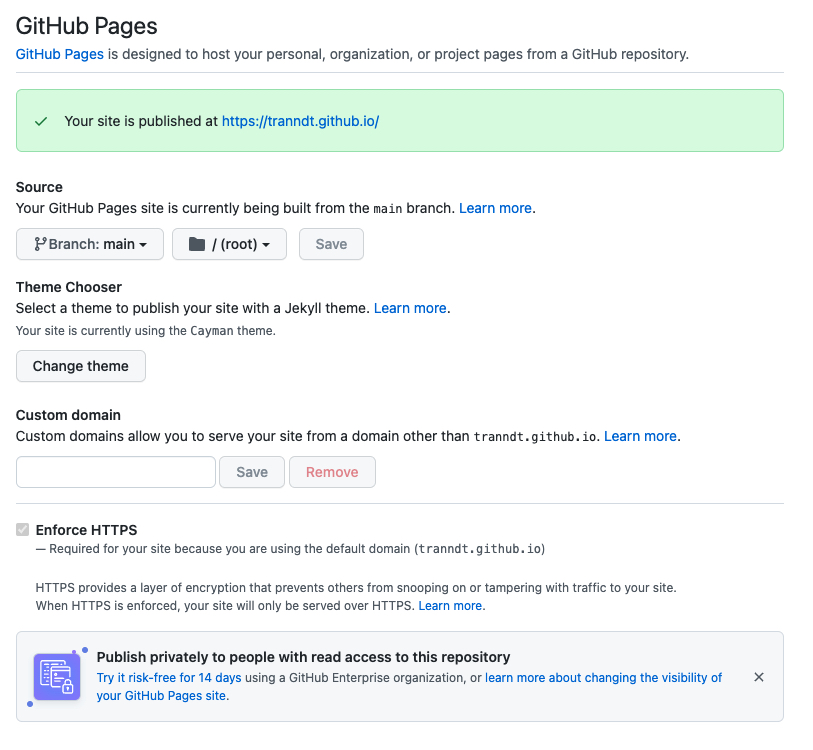 GitHub Pages
GitHub Pages is designed to host your personal, organization, or project pages from a GitHub repository.
Your site is published at https://tranndt.github.io/
Source
Your GitHub Pages site is currently being built from the main branch. Learn more.
Branch: main
/ (root)
Save
Theme Chooser
Select a theme to publish your site with a Jekyll theme. Learn more.
Your site is currently using the Cayman theme.
Change theme
Custom domain
Custom domains allow you to serve your site from a domain other than tranndt.github.io. Learn more.
Save
Remove
Enforce HTTPS
— Required for your site because you are using the default domain (tranndt.github.io)
HTTPS provides a layer of encryption that prevents others from snooping on or tampering with traffic to your site.
When HTTPS is enforced, your site will only be served over HTTPS. Learn more.
Publish privately to people with read access to this repository
Try it risk-free for 14 days using a GitHub Enterprise organization, or learn more about changing the visibility of
your GitHub Pages site.